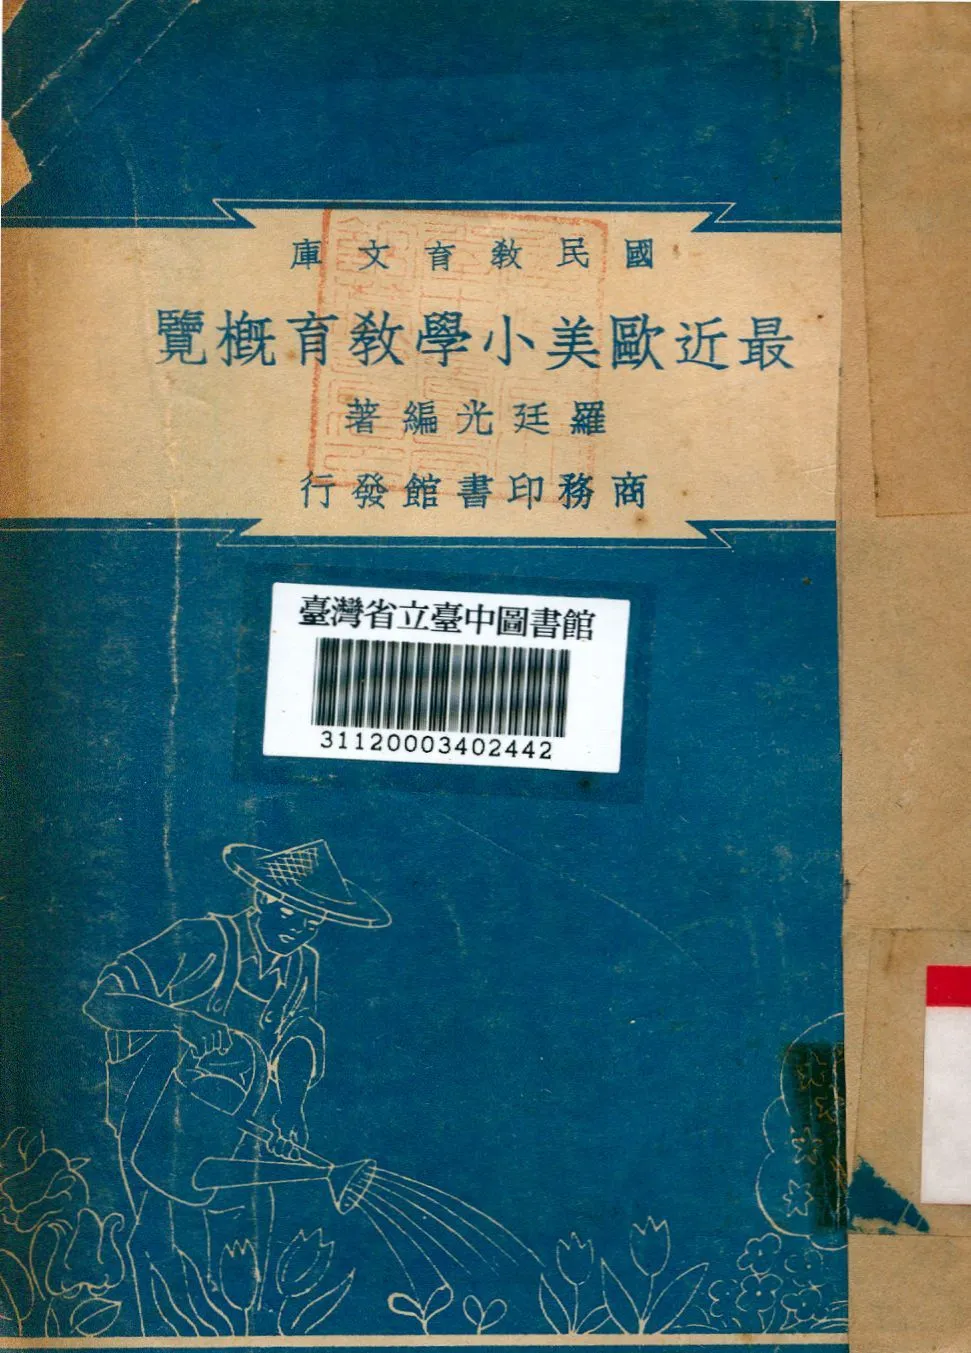 國民教育文庫
最近歐美小學教育概覽
羅廷光編著
商務印書館發行
臺灣省立臺中圖書館
31120003402442